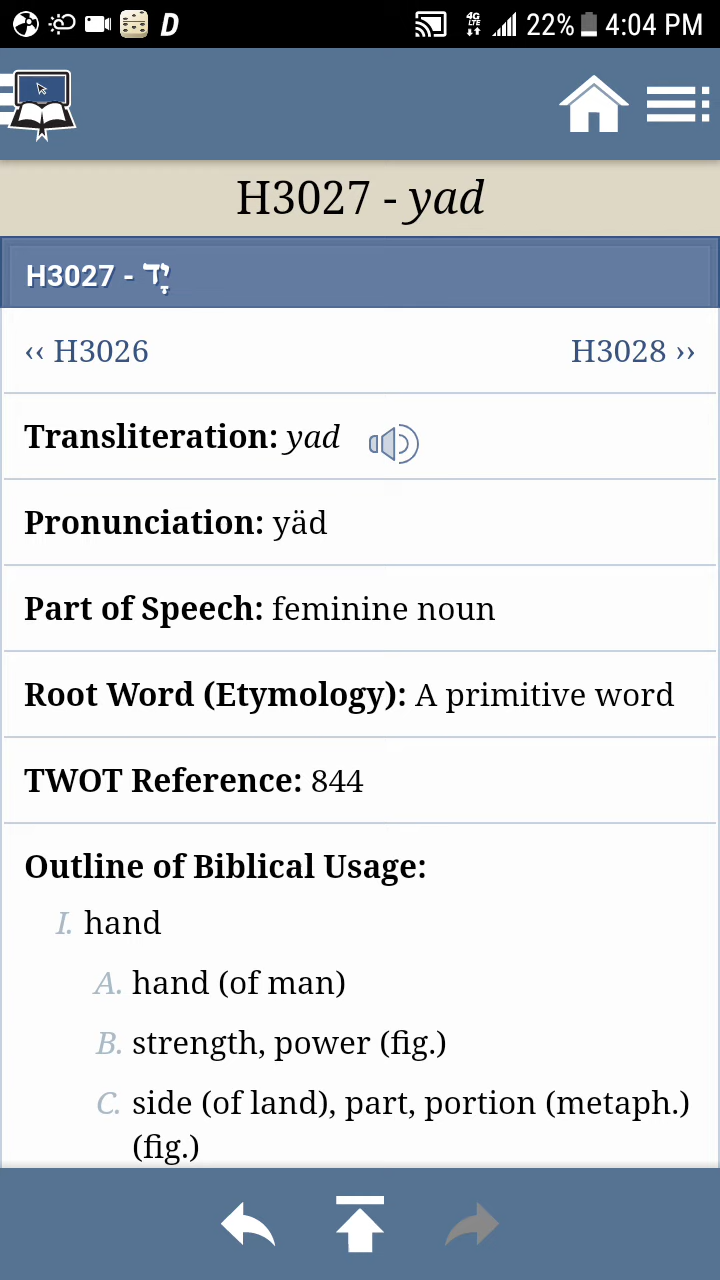 D 4G LTE 22% 4:04 PM
H3027 - yad
H3027 - יָד
‹‹ H3026 H3028 ››
Transliteration: yad
Pronunciation: yäd
Part of Speech: feminine noun
Root Word (Etymology): A primitive word
TWOT Reference: 844
Outline of Biblical Usage:
I. hand
A. hand (of man)
B. strength, power (fig.)
C. side (of land), part, portion (metaph.)
(fig.)